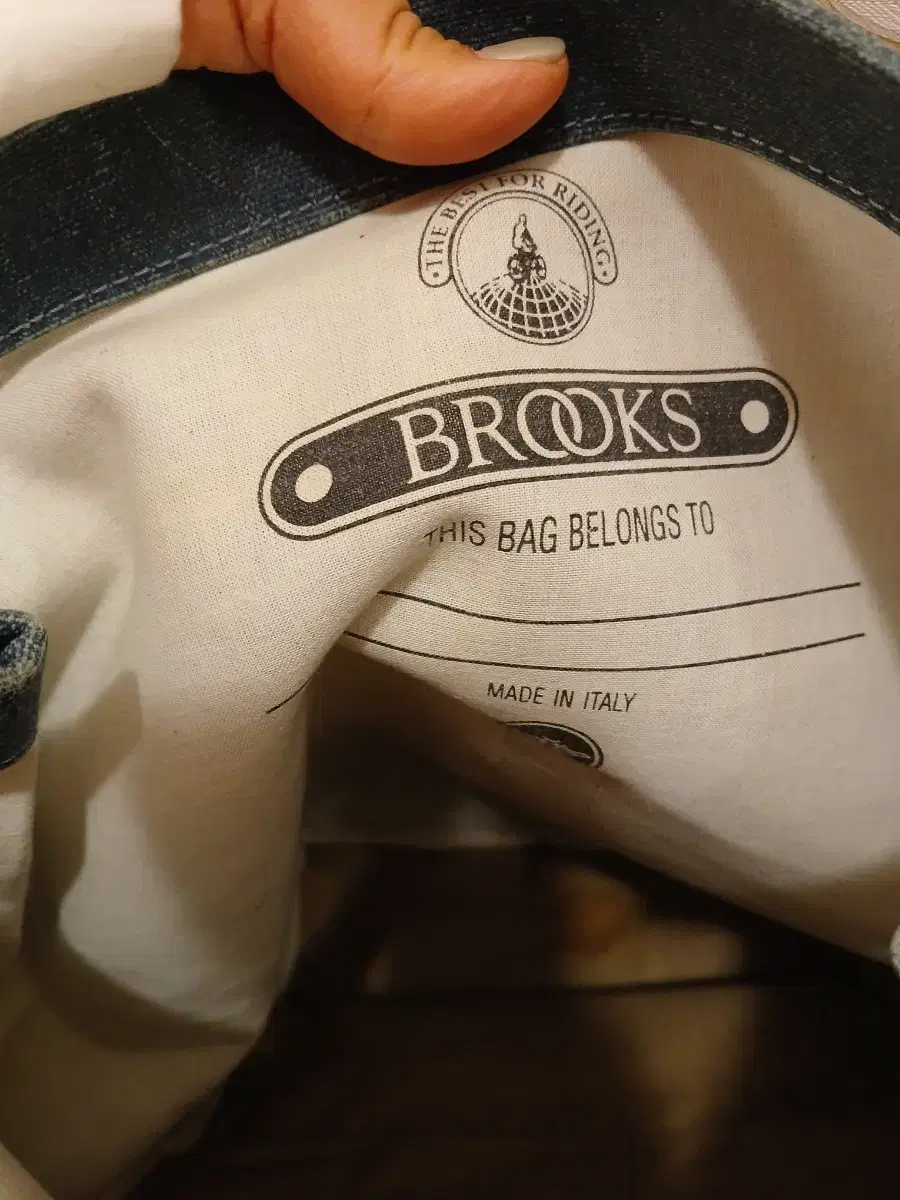 ·THE BEST FOR RIDING·
BROOKS
THIS BAG BELONGS TO
MADE IN ITALY